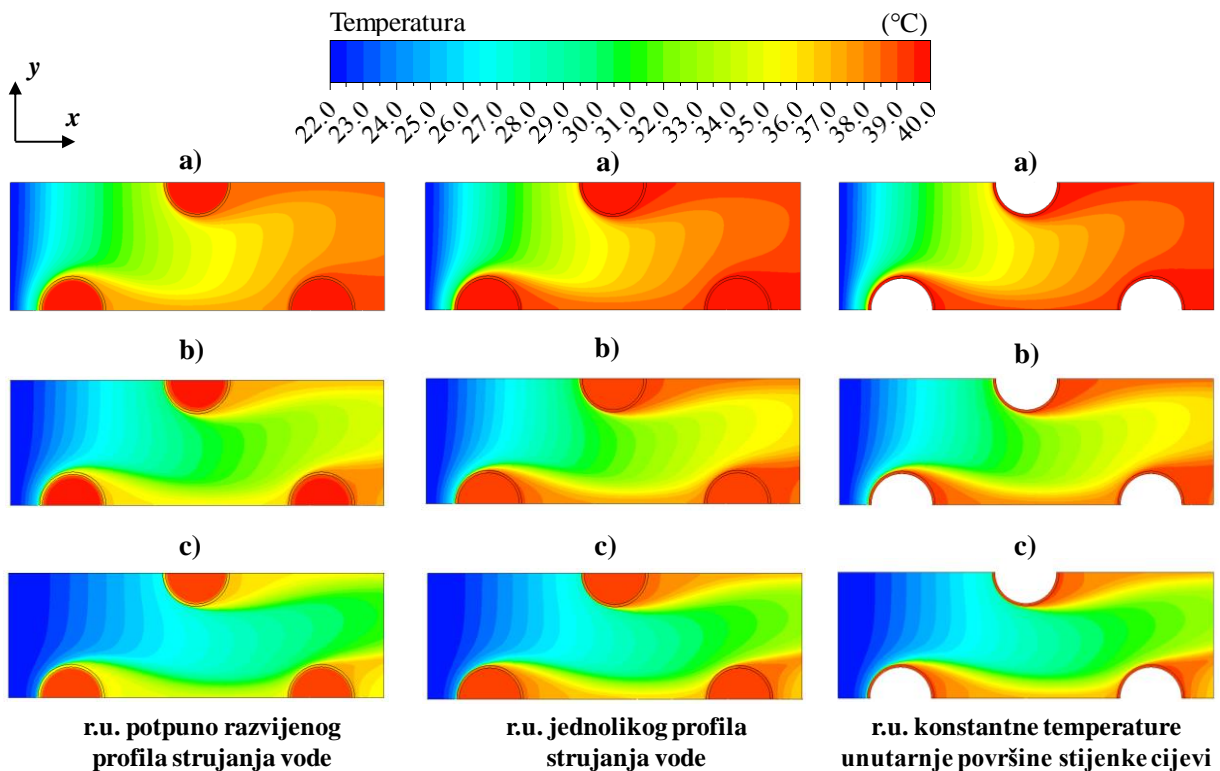 Temperatura (°C)
22.0 23.0 24.0 25.0 26.0 27.0 28.0 29.0 30.0 31.0 32.0 33.0 34.0 35.0 36.0 37.0 38.0 39.0 40.0
y
x
a) a) a)
b) b) b)
c) c) c)
r.u. potpuno razvijenog
profila strujanja vode
r.u. jednolikog profila
strujanja vode
r.u. konstantne temperature
unutarnje površine stijenke cijevi